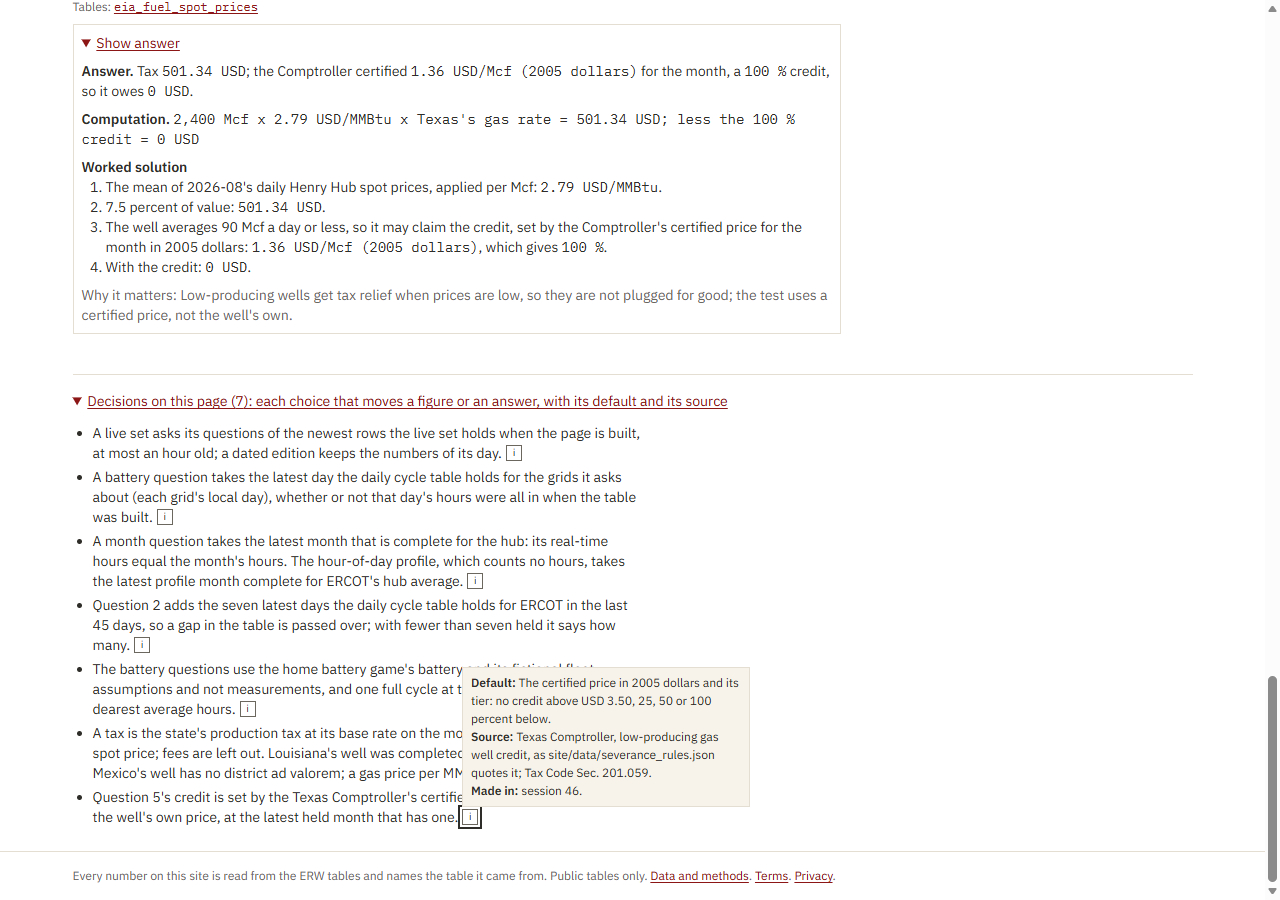 Tables: eia_fuel_spot_prices
▼ Show answer
Answer. Tax 501.34 USD; the Comptroller certified 1.36 USD/Mcf (2005 dollars) for the month, a 100 % credit,
so it owes 0 USD.
Computation. 2,400 Mcf x 2.79 USD/MMBtu x Texas's gas rate = 501.34 USD; less the 100 %
credit = 0 USD
Worked solution
1. The mean of 2026-08's daily Henry Hub spot prices, applied per Mcf: 2.79 USD/MMBtu.
2. 7.5 percent of value: 501.34 USD.
3. The well averages 90 Mcf a day or less, so it may claim the credit, set by the Comptroller's certified price for the
month in 2005 dollars: 1.36 USD/Mcf (2005 dollars), which gives 100 %.
4. With the credit: 0 USD.
Why it matters: Low-producing wells get tax relief when prices are low, so they are not plugged for good; the test uses a
certified price, not the well's own.
▼ Decisions on this page (7): each choice that moves a figure or an answer, with its default and its source
• A live set asks its questions of the newest rows the live set holds when the page is built,
at most an hour old; a dated edition keeps the numbers of its day. i
• A battery question takes the latest day the daily cycle table holds for the grids it asks
about (each grid's local day), whether or not that day's hours were all in when the table
was built. i
• A month question takes the latest month that is complete for the hub: its real-time
hours equal the month's hours. The hour-of-day profile, which counts no hours, takes
the latest profile month complete for ERCOT's hub average. i
• Question 2 adds the seven latest days the daily cycle table holds for ERCOT in the last
45 days, so a gap in the table is passed over; with fewer than seven held it says how
many. i
• The battery questions use the home battery game's battery
assumptions and not measurements, and one full cycle at
dearest average hours. i
• A tax is the state's production tax at its base rate on the
spot price; fees are left out. Louisiana's well was completed
Mexico's well has no district ad valorem; a gas price per
• Question 5's credit is set by the Texas Comptroller's
the well's own price, at the latest held month that has one. i
Default: The certified price in 2005 dollars and its
tier: no credit above USD 3.50, 25, 50 or 100
percent below.
Source: Texas Comptroller, low-producing gas
well credit, as site/data/severance_rules.json
quotes it; Tax Code Sec. 201.059.
Made in: session 46.
Every number on this site is read from the ERW tables and names the table it came from. Public tables only. Data and methods. Terms. Privacy.